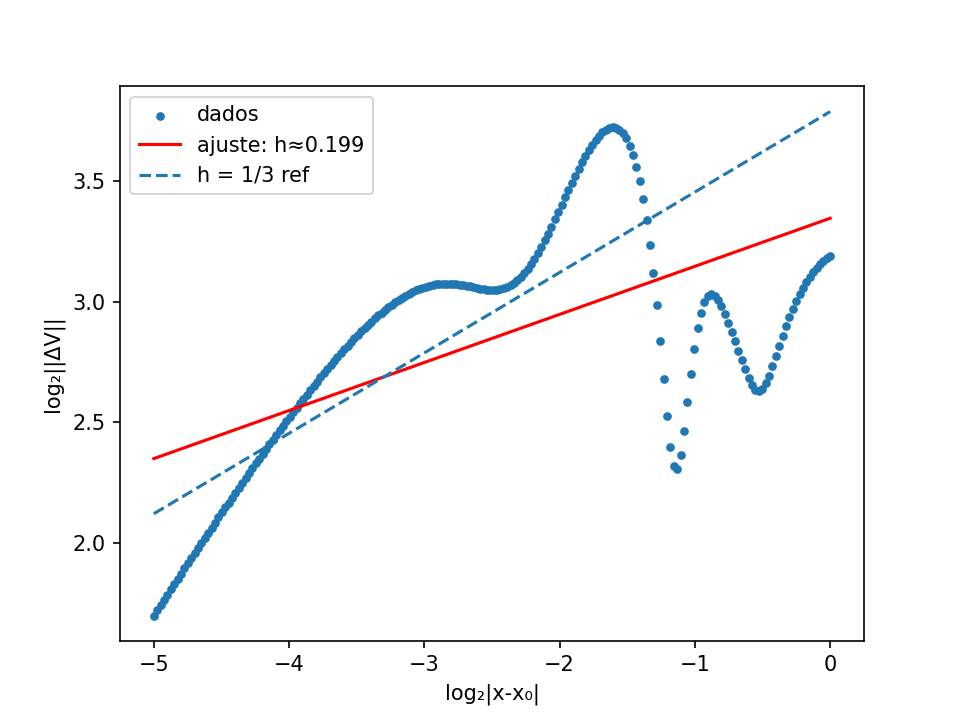 dados
ajuste: h≈0.199
h = 1/3 ref
3.5
3.0
2.5
2.0
log₂||ΔV||
−5
−4
−3
−2
−1
0
log₂|x-x₀|